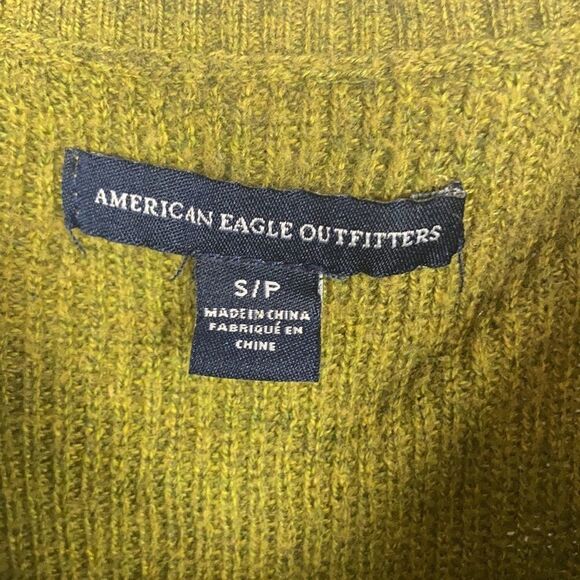 AMERICAN EAGLE OUTFITTERS
S/P
MADE IN CHINA
FABRIQUÉ EN
CHINE